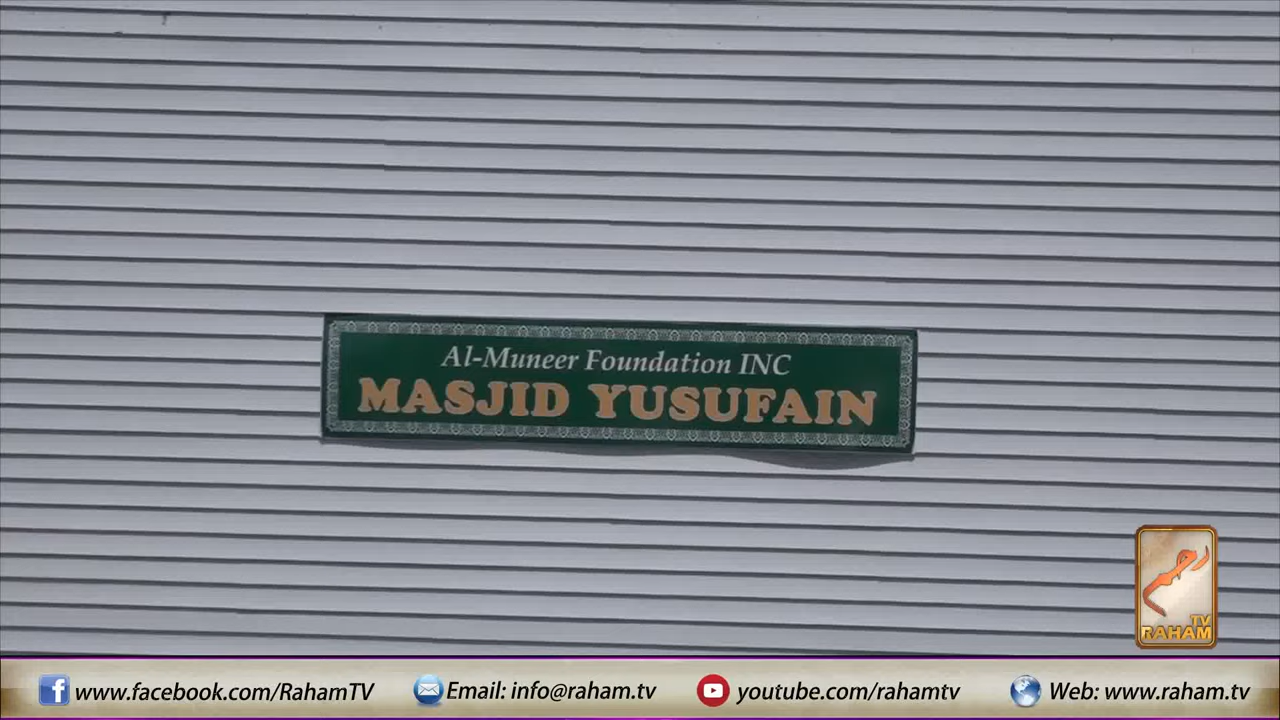 Al-Muneer Foundation INC
MASJID YUSUFAIN
رحم
TV
RAHAM
www.facebook.com/RahamTV
Email: info@raham.tv
youtube.com/rahamtv
Web: www.raham.tv